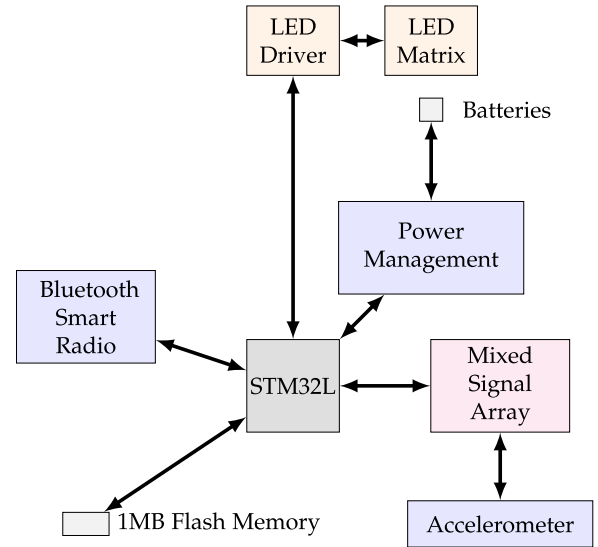 LED
Driver
LED
Matrix
Batteries
Power
Management
Bluetooth
Smart
Radio
STM32L
Mixed
Signal
Array
1MB Flash Memory
Accelerometer